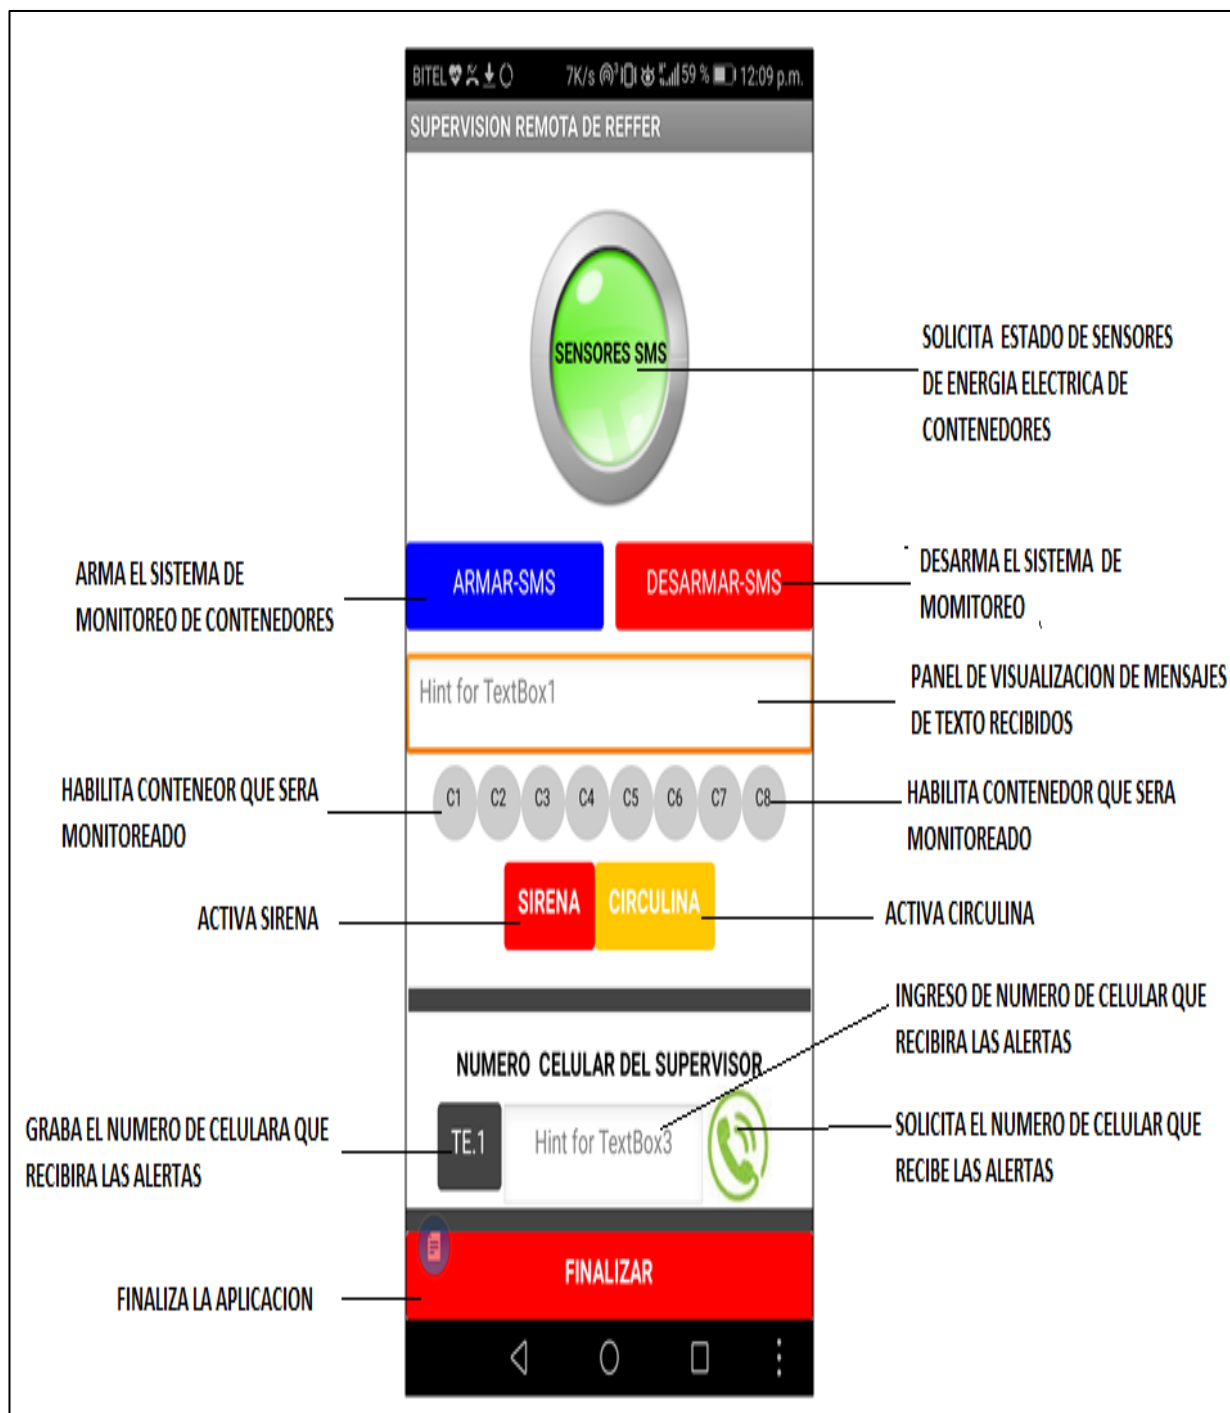 BITEL 7K/s 59 % 12:09 p.m.
SUPERVISION REMOTA DE REFFER
SENSORES SMS
SOLICITA ESTADO DE SENSORES
DE ENERGIA ELECTRICA DE
CONTENEDORES
ARMA EL SISTEMA DE
MONITOREO DE CONTENEDORES
ARMAR-SMS
DESARMAR-SMS
DESARMA EL SISTEMA DE
MOMITOREO
Hint for TextBox1
PANEL DE VISUALIZACION DE MENSAJES
DE TEXTO RECIBIDOS
HABILITA CONTENEOR QUE SERA
MONITOREADO
C1 C2 C3 C4 C5 C6 C7 C8
HABILITA CONTENEDOR QUE SERA
MONITOREADO
ACTIVA SIRENA
SIRENA
CIRCULINA
ACTIVA CIRCULINA
INGRESO DE NUMERO DE CELULAR QUE
RECIBIRA LAS ALERTAS
NUMERO CELULAR DEL SUPERVISOR
GRABA EL NUMERO DE CELULARA QUE
RECIBIRA LAS ALERTAS
TE.1
Hint for TextBox3
SOLICITA EL NUMERO DE CELULAR QUE
RECIBE LAS ALERTAS
FINALIZAR
FINALIZA LA APLICACION